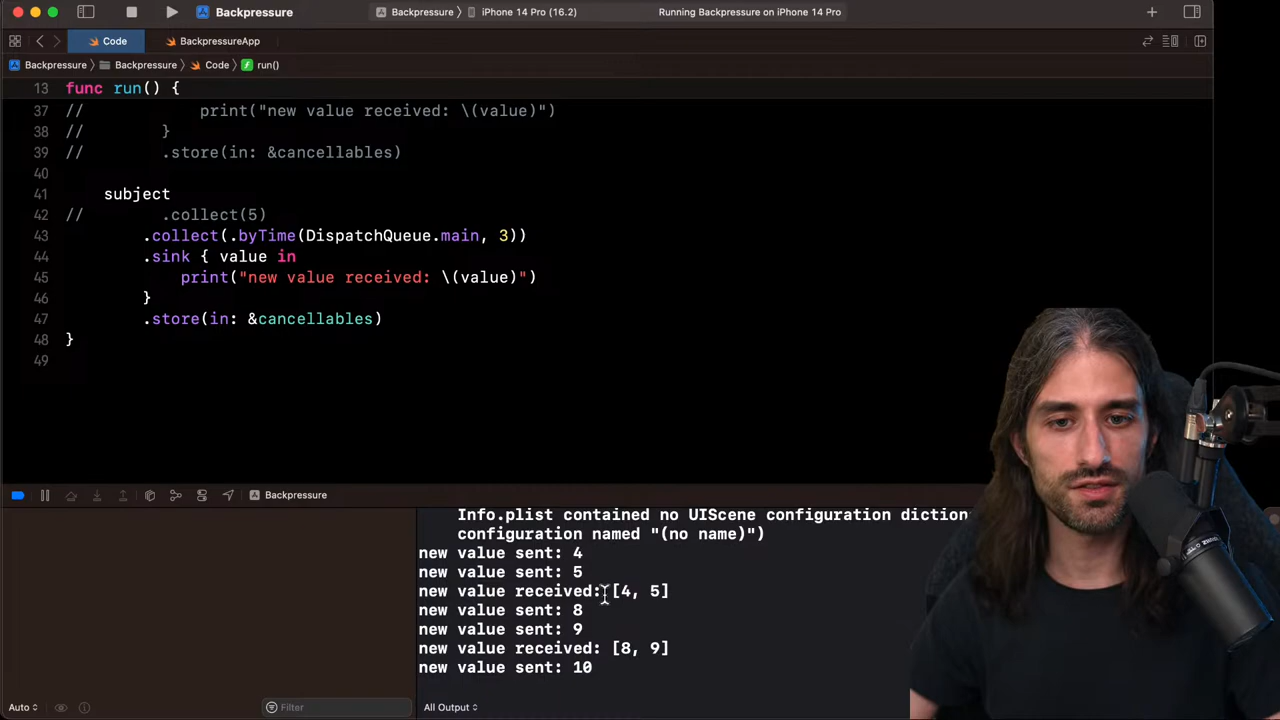 Backpressure
Backpressure
iPhone 14 Pro (16.2)
Running Backpressure on iPhone 14 Pro
Code
BackpressureApp
Backpressure
Backpressure
Code
run()
13 func run() {
37 //            print("new value received: \(value)")
38 //        }
39 //        .store(in: &cancellables)
40
41     subject
42 //        .collect(5)
43         .collect(.byTime(DispatchQueue.main, 3))
44         .sink { value in
45             print("new value received: \(value)")
46         }
47         .store(in: &cancellables)
48 }
49
Backpressure
Info.plist contained no UIScene configuration diction
configuration named "(no name)")
new value sent: 4
new value sent: 5
new value received: [4, 5]
new value sent: 8
new value sent: 9
new value received: [8, 9]
new value sent: 10
Auto
Filter
All Output